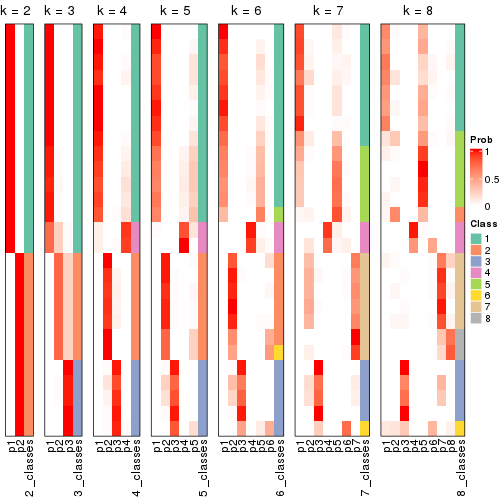 k = 2 k = 3 k = 4 k = 5 k = 6 k = 7 k = 8
Prob
1
0.5
0
Class
1
2
3
4
5
6
7
8
p1 p2 2_classes
p1 p2 p3 3_classes
p1 p2 p3 p4 4_classes
p1 p2 p3 p4 p5 5_classes
p1 p2 p3 p4 p5 p6 6_classes
p1 p2 p3 p4 p5 p6 p7 7_classes
p1 p2 p3 p4 p5 p6 p7 p8 8_classes